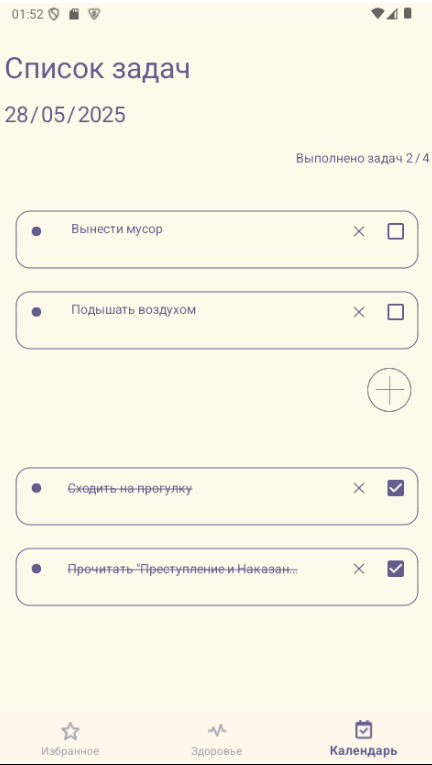 01:52
Список задач
28/05/2025
Выполнено задач 2/4
Вынести мусор
Подышать воздухом
Сходить на прогулку
Прочитать "Преступление и Наказан...
Избранное Здоровье Календарь